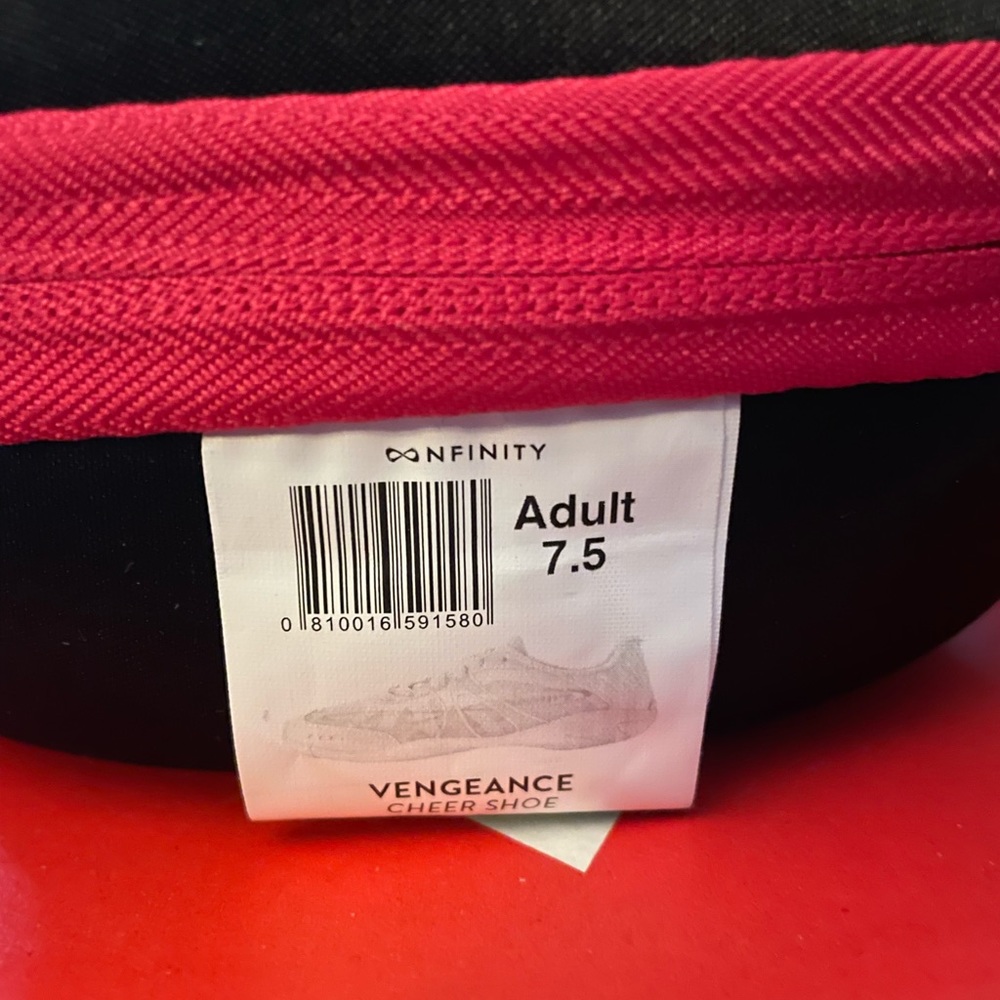 NFINITY
Adult
7.5
0 810016 591580
VENGEANCE
CHEER SHOE